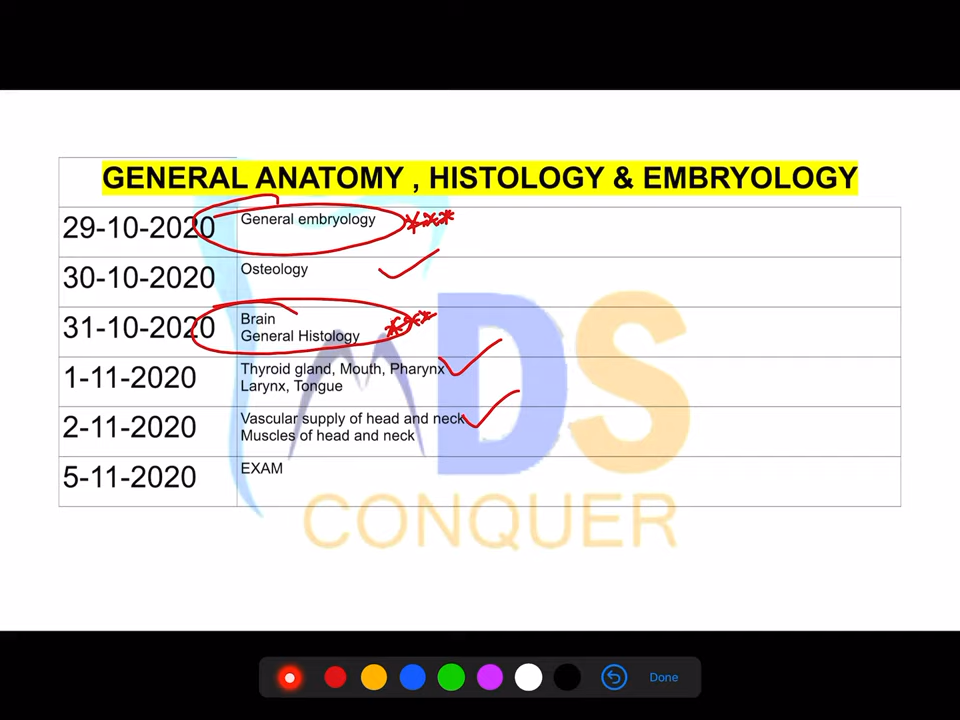 GENERAL ANATOMY , HISTOLOGY & EMBRYOLOGY
29-10-2020 General embryology ***
30-10-2020 Osteology
31-10-2020 Brain
General Histology ***
1-11-2020 Thyroid gland, Mouth, Pharynx
Larynx, Tongue
2-11-2020 Vascular supply of head and neck
Muscles of head and neck
5-11-2020 EXAM
MDS
CONQUER
Done